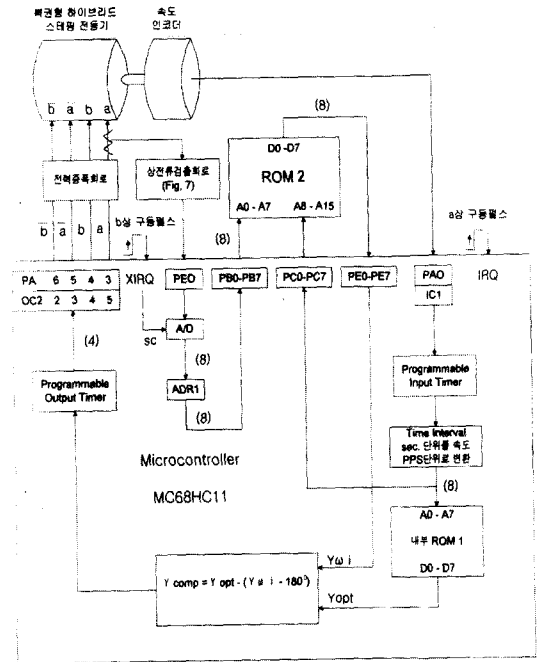 복권형 하이브리드
스테핑 전동기
속도
인코더
b̄ ā b a
전력증폭회로
상전류검출회로
(Fig. 7)
(8)
D0 -D7
ROM 2
A0 - A7 A8 - A15
b̄ ā b a
b상 구동펄스
(8)
a상 구동펄스
PA 6 5 4 3
OC2 2 3 4 5
XIRQ
PE0
PB0-PB7
PC0-PC7
PE0-PE7
PA0
IC1
IRQ
sc
A/D
(4)
(8)
ADR1
(8)
Programmable
Output Timer
Programmable
Input Timer
Time Interval
sec. 단위를 속도
PPS단위로 변환
(8)
Microcontroller
MC68HC11
A0 - A7
내부 ROM 1
D0 - D7
γω i
γ comp = γ opt - ( γ ω i - 180°)
γopt